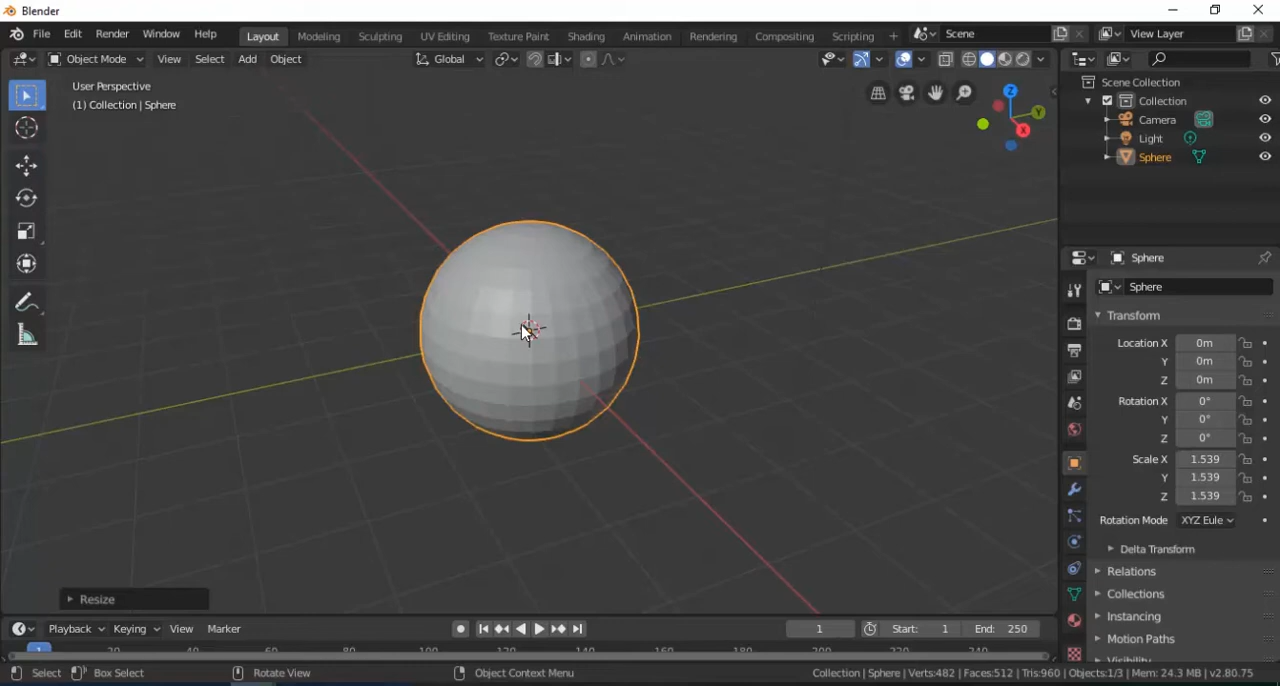 Blender
File Edit Render Window Help Layout Modeling Sculpting UV Editing Texture Paint Shading Animation Rendering Compositing Scripting + Scene View Layer
Object Mode View Select Add Object Global
User Perspective
(1) Collection | Sphere
Z
Y
X
Scene Collection
Collection
Camera
Light
Sphere
Sphere
Sphere
Transform
Location X 0m
Y 0m
Z 0m
Rotation X 0°
Y 0°
Z 0°
Scale X 1.539
Y 1.539
Z 1.539
Rotation Mode XYZ Eule
Delta Transform
Relations
Collections
Instancing
Motion Paths
Resize
Playback Keying View Marker 1 Start: 1 End: 250
Select Box Select Rotate View Object Context Menu Collection | Sphere | Verts:482 | Faces:512 | Tris:960 | Objects:1/3 | Mem: 24.3 MB | v2.80.75